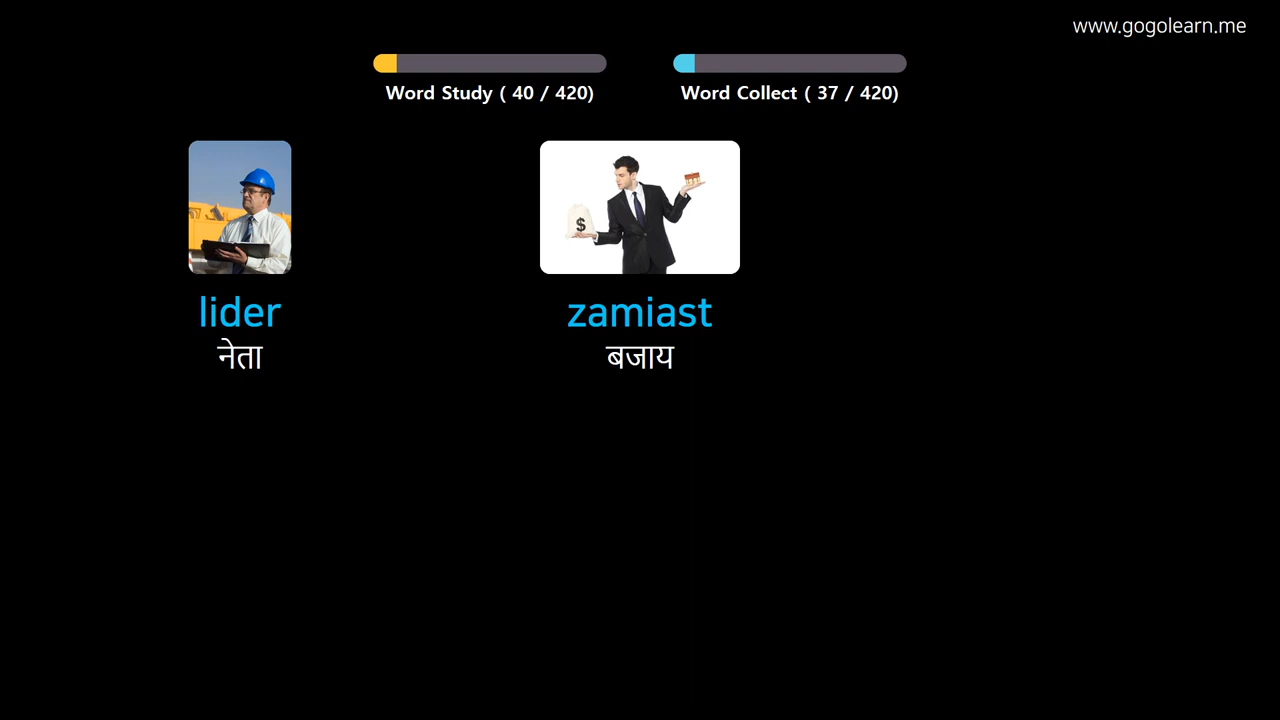 www.gogolearn.me
Word Study ( 40 / 420)
Word Collect ( 37 / 420)
$
lider
zamiast
नेता
बजाय